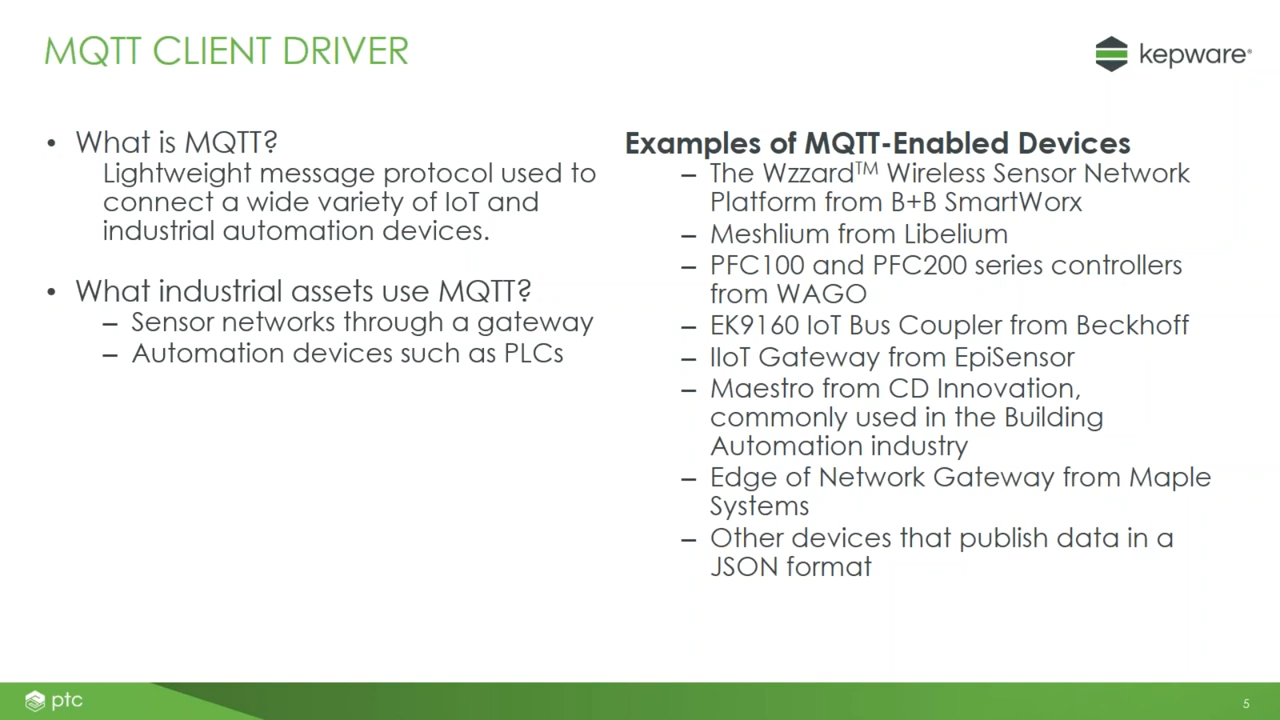 MQTT CLIENT DRIVER
kepware®
• What is MQTT?
Lightweight message protocol used to
connect a wide variety of IoT and
industrial automation devices.
• What industrial assets use MQTT?
– Sensor networks through a gateway
– Automation devices such as PLCs
Examples of MQTT-Enabled Devices
– The Wzzard™ Wireless Sensor Network
Platform from B+B SmartWorx
– Meshlium from Libelium
– PFC100 and PFC200 series controllers
from WAGO
– EK9160 IoT Bus Coupler from Beckhoff
– IIoT Gateway from EpiSensor
– Maestro from CD Innovation,
commonly used in the Building
Automation industry
– Edge of Network Gateway from Maple
Systems
– Other devices that publish data in a
JSON format
ptc
5